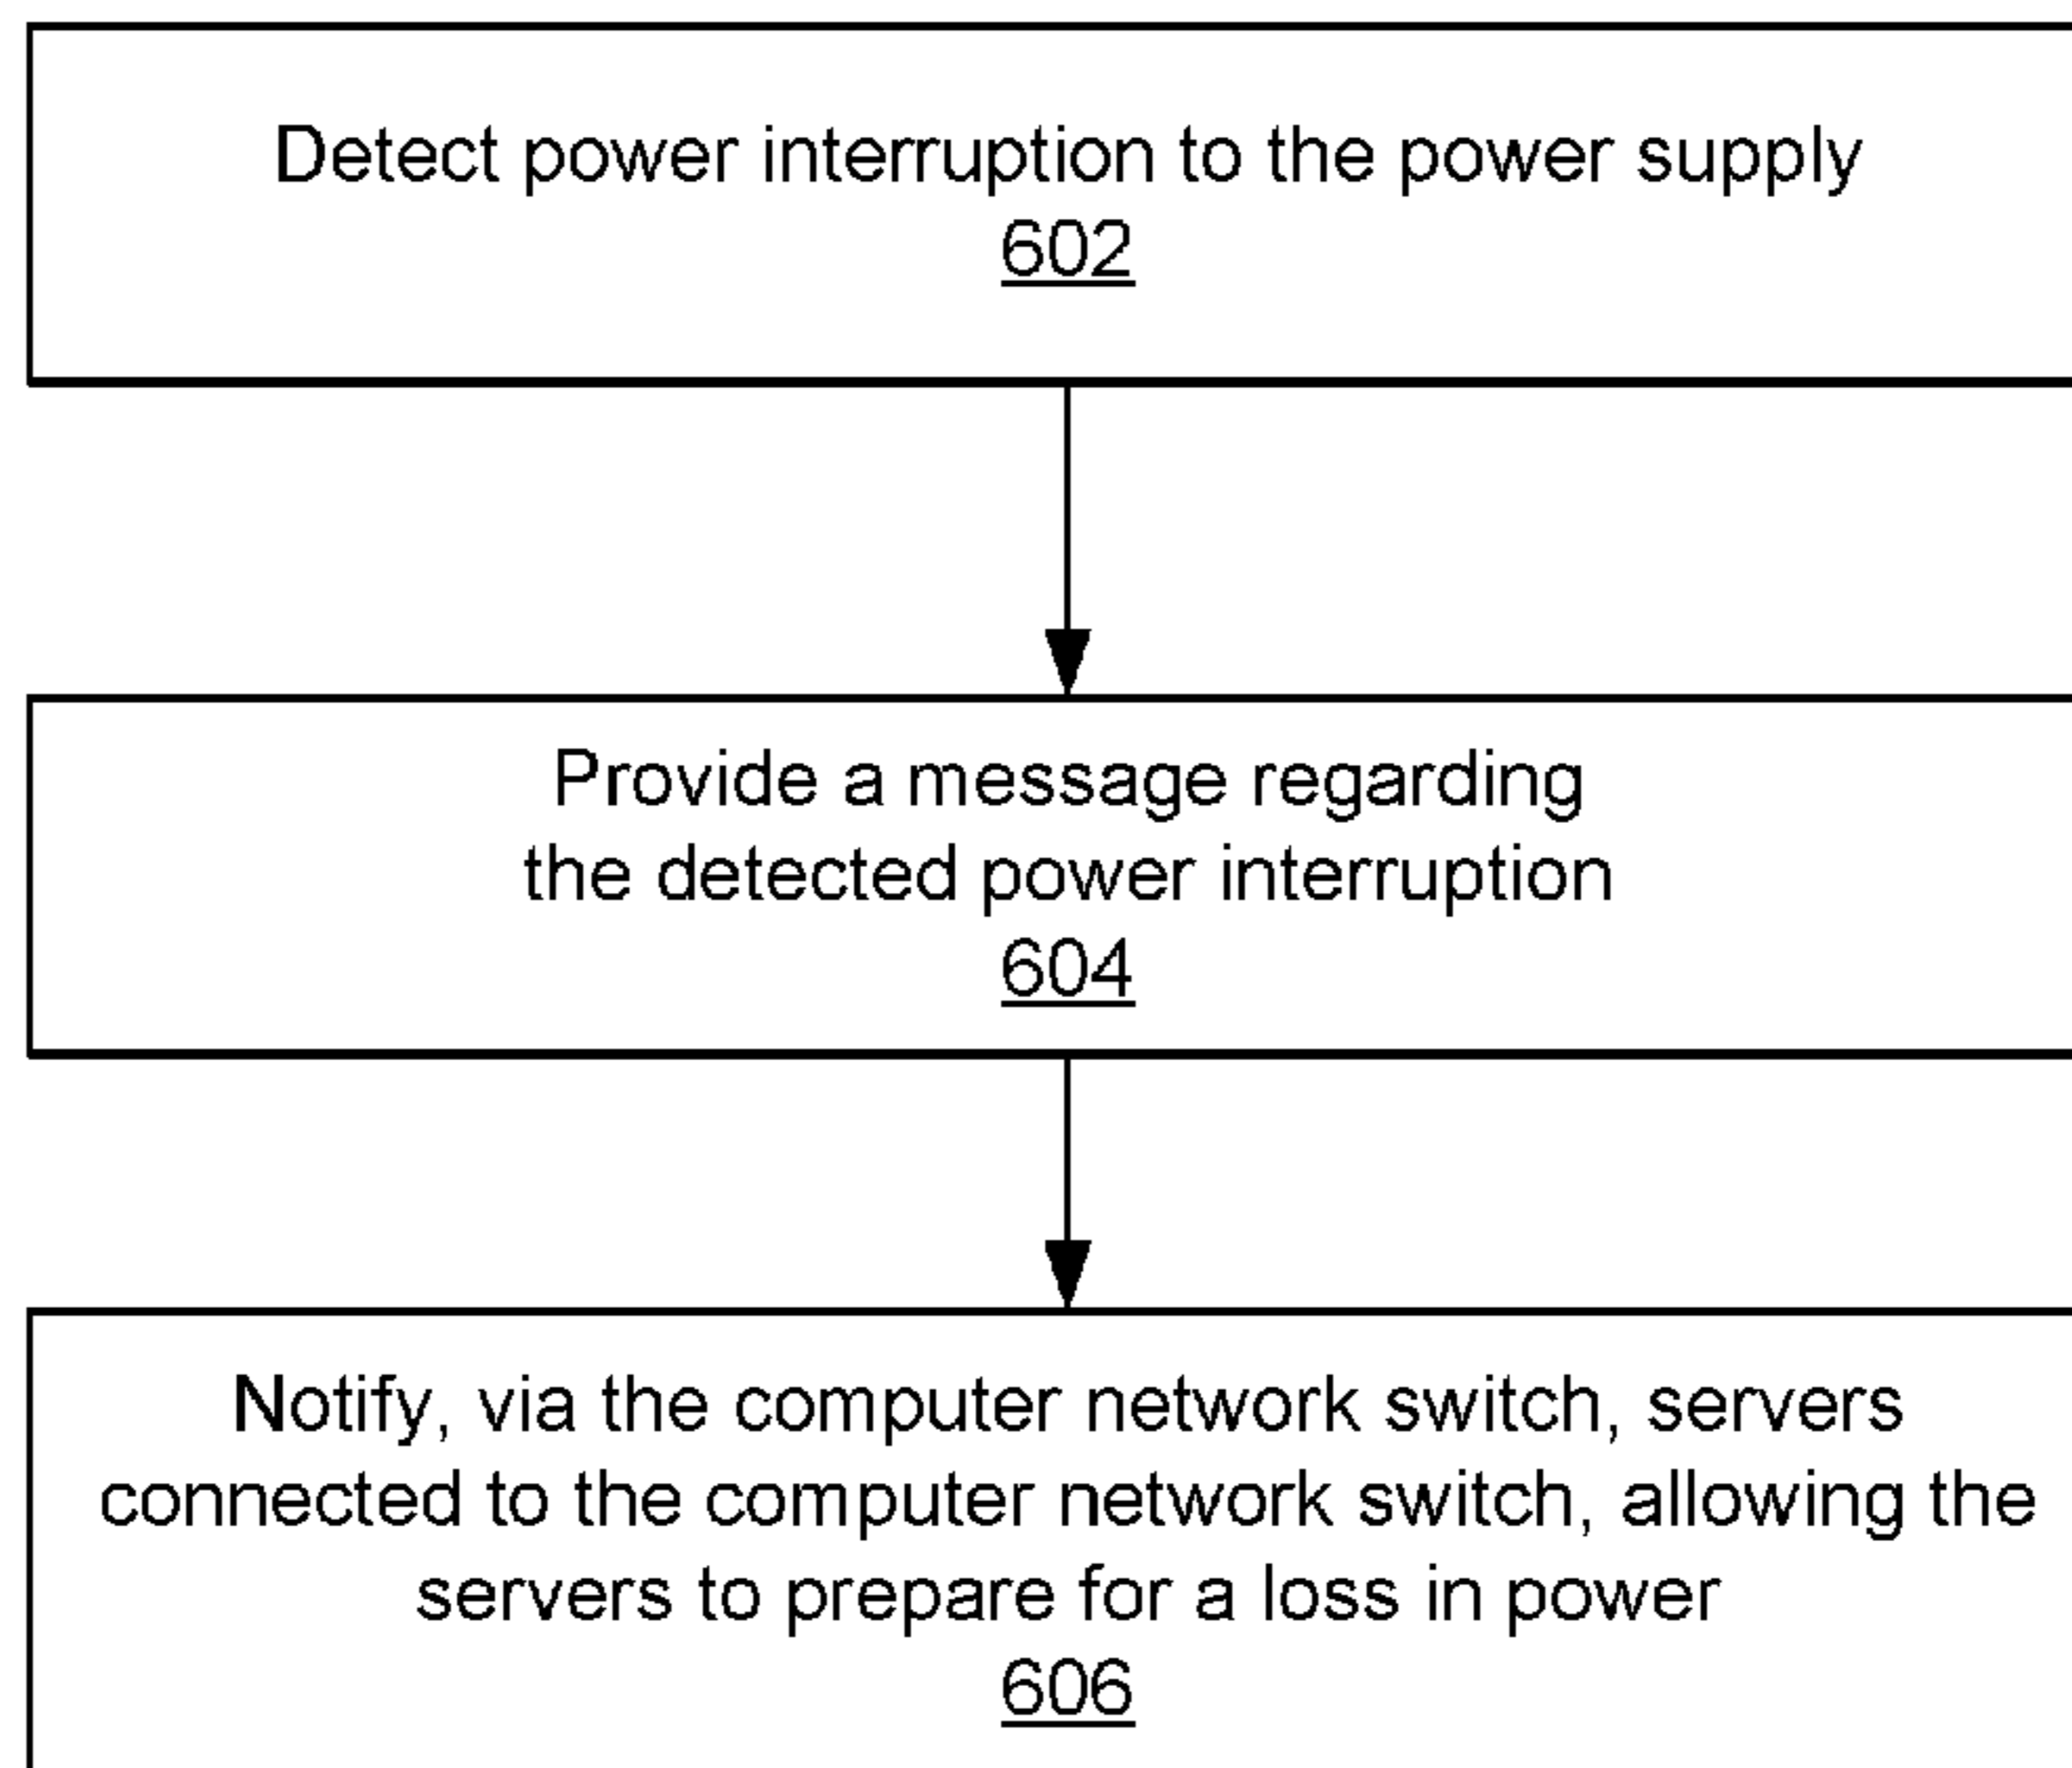 Detect power interruption to the power supply
602
Provide a message regarding
the detected power interruption
604
Notify, via the computer network switch, servers
connected to the computer network switch, allowing the
servers to prepare for a loss in power
606